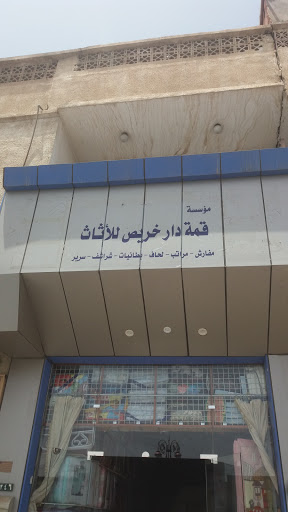 مؤسسة
قمة دار خريص للأثاث
مفارش - مراتب - لحاف - بطانيات - شراشف - سرير